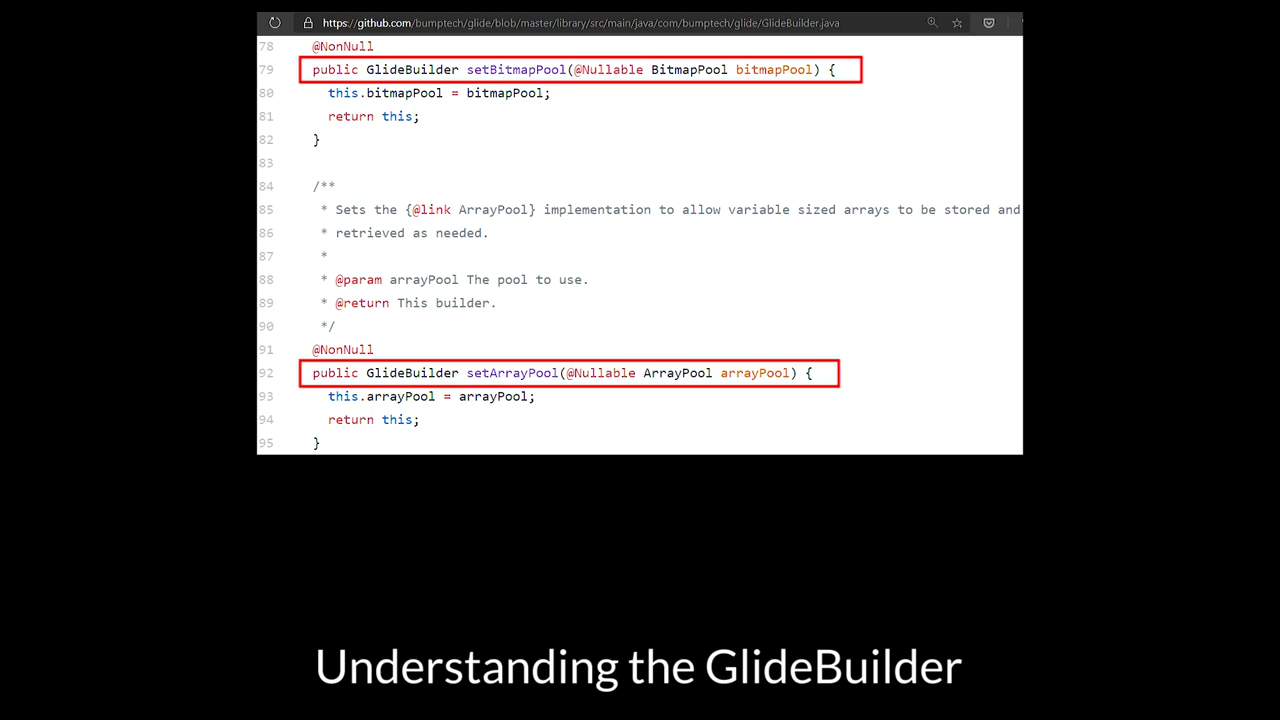 https://github.com/bumptech/glide/blob/master/library/src/main/java/com/bumptech/glide/GlideBuilder.java
78 @NonNull
79 public GlideBuilder setBitmapPool(@Nullable BitmapPool bitmapPool) {
80 this.bitmapPool = bitmapPool;
81 return this;
82 }
83
84 /**
85 * Sets the {@link ArrayPool} implementation to allow variable sized arrays to be stored and
86 * retrieved as needed.
87 *
88 * @param arrayPool The pool to use.
89 * @return This builder.
90 */
91 @NonNull
92 public GlideBuilder setArrayPool(@Nullable ArrayPool arrayPool) {
93 this.arrayPool = arrayPool;
94 return this;
95 }
Understanding the GlideBuilder